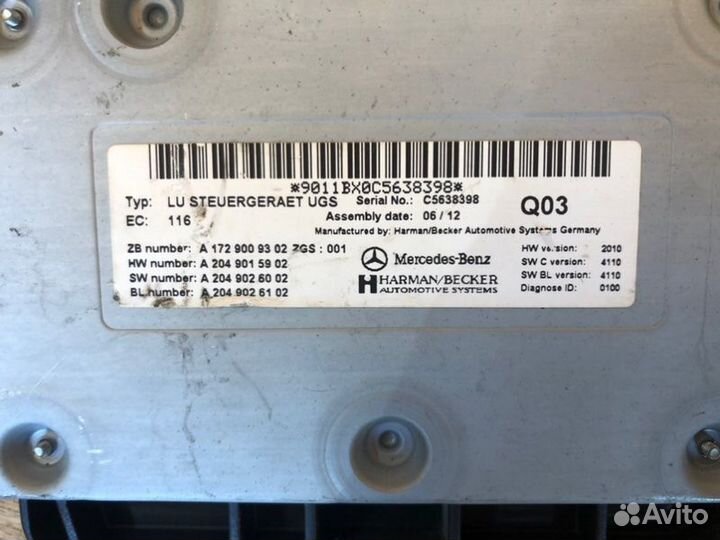 *9011BX0C5638398*
Typ: LU STEUERGERAET UGS Serial No.: C5638398 Q03
EC: 116 Assembly date: 06 / 12
Manufactured by: Harman/Becker Automotive Systems Germany
ZB number: A 172 900 93 02 ZGS : 001 HW version: 2010
HW number: A 204 901 59 02 Mercedes-Benz SW C version: 4110
SW number: A 204 902 60 02 HARMAN/BECKER SW BL version: 4110
BL number: A 204 902 61 02 AUTOMOTIVE SYSTEMS Diagnose ID: 0100
Avito